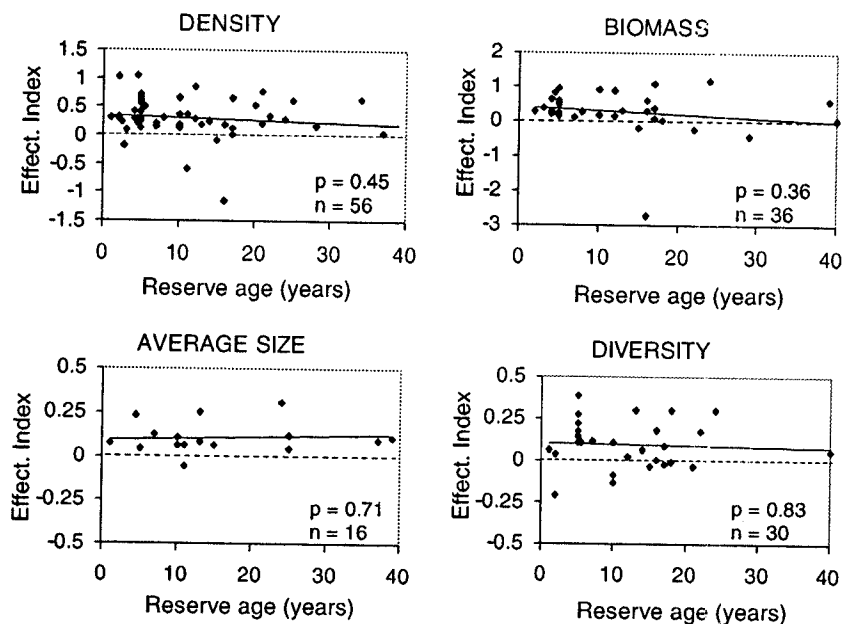 DENSITY
1.5
1
0.5
0
-0.5
-1
-1.5
Effect. Index
p = 0.45
n = 56
0 10 20 30 40
Reserve age (years)
BIOMASS
2
1
0
-1
-2
-3
Effect. Index
p = 0.36
n = 36
0 10 20 30 40
Reserve age (years)
AVERAGE SIZE
0.5
0.25
0
-0.25
-0.5
Effect. Index
p = 0.71
n = 16
0 10 20 30 40
Reserve age (years)
DIVERSITY
0.5
0.25
0
-0.25
-0.5
Effect. Index
p = 0.83
n = 30
0 10 20 30 40
Reserve age (years)